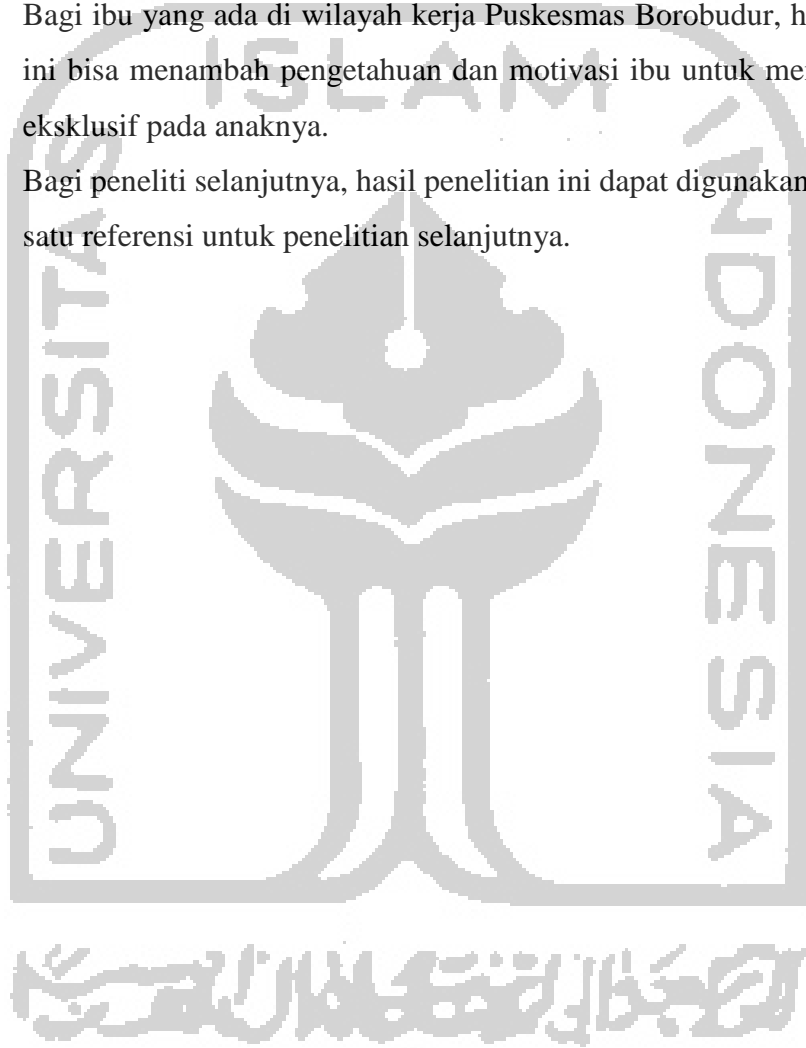 Bagi ibu yang ada di wilayah kerja Puskesmas Borobudur, h
ini bisa menambah pengetahuan dan motivasi ibu untuk me
eksklusif pada anaknya.
Bagi peneliti selanjutnya, hasil penelitian ini dapat digunakan
satu referensi untuk penelitian selanjutnya.
UNIVERSITAS
ISLAM
INDONESIA